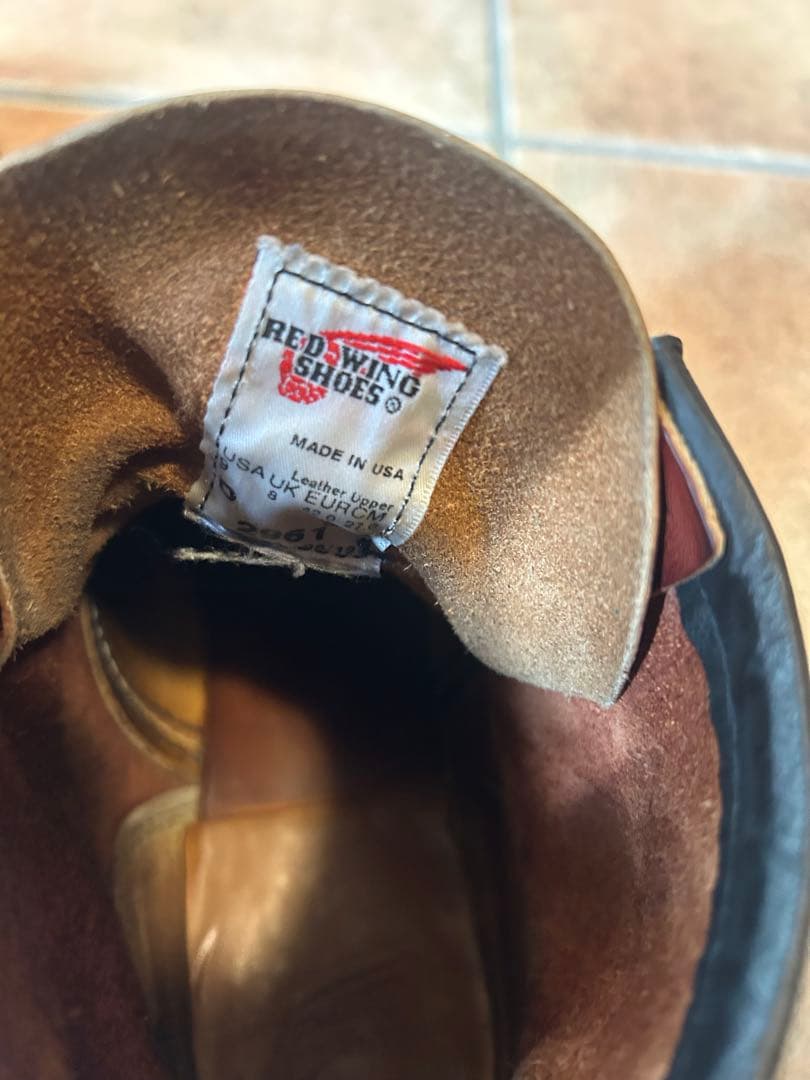 RED WING
SHOES®
MADE IN USA
Leather Upper
USA UK EUR CM
8